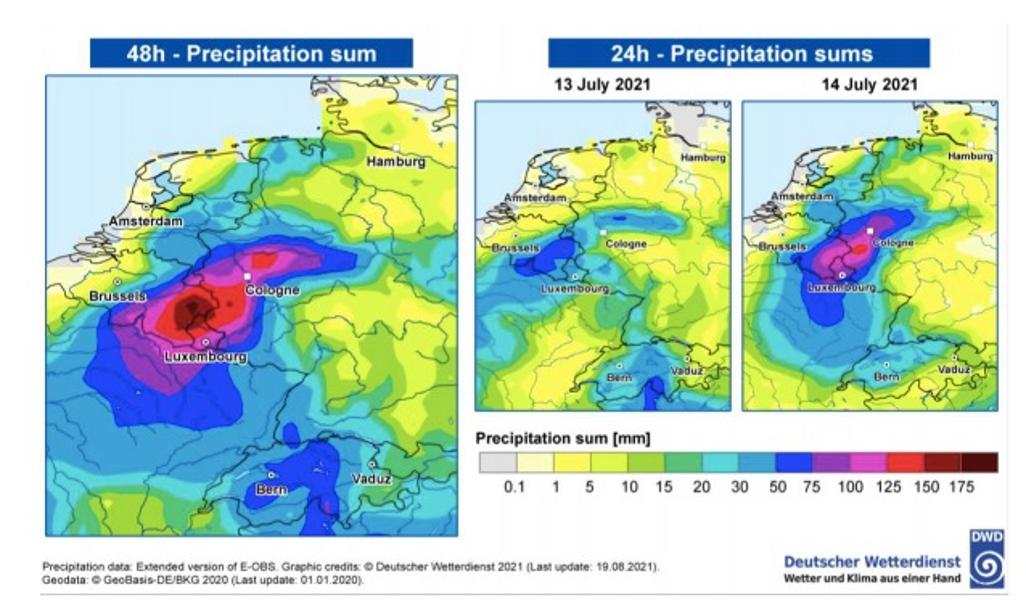 48h - Precipitation sum
Hamburg
Amsterdam
Brussels
Cologne
Luxembourg
Bern
Vaduz
24h - Precipitation sums
13 July 2021
Hamburg
Amsterdam
Brussels
Cologne
Luxembourg
Bern
Vaduz
14 July 2021
Hamburg
Amsterdam
Brussels
Cologne
Luxembourg
Bern
Vaduz
Precipitation sum [mm]
0.1 1 5 10 15 20 30 50 75 100 125 150 175
Precipitation data: Extended version of E-OBS. Graphic credits: © Deutscher Wetterdienst 2021 (Last update: 19.08.2021).
Geodata: © GeoBasis-DE/BKG 2020 (Last update: 01.01.2020).
Deutscher Wetterdienst
Wetter und Klima aus einer Hand
DWD